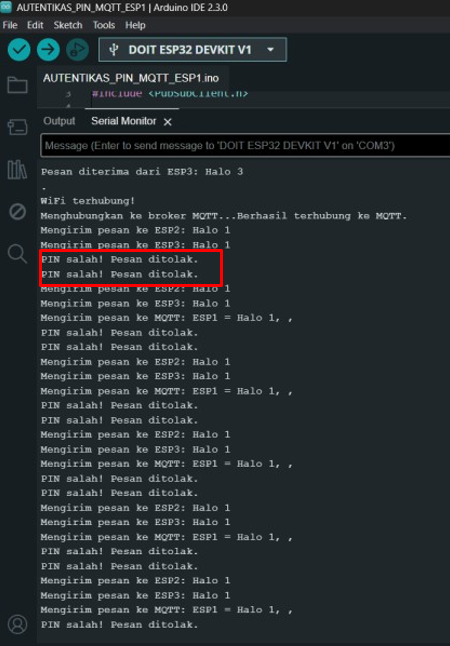 AUTENTIKAS_PIN_MQTT_ESP1 | Arduino IDE 2.3.0
File Edit Sketch Tools Help
DOIT ESP32 DEVKIT V1
AUTENTIKAS_PIN_MQTT_ESP1.ino
3 #include <PubSubClient.h>
Output Serial Monitor
Message (Enter to send message to 'DOIT ESP32 DEVKIT V1' on 'COM3')
Pesan diterima dari ESP3: Halo 3
.
WiFi terhubung!
Menghubungkan ke broker MQTT...Berhasil terhubung ke MQTT.
Mengirim pesan ke ESP2: Halo 1
Mengirim pesan ke ESP3: Halo 1
PIN salah! Pesan ditolak.
PIN salah! Pesan ditolak.
Mengirim pesan ke ESP2: Halo 1
Mengirim pesan ke ESP3: Halo 1
Mengirim pesan ke MQTT: ESP1 = Halo 1, ,
PIN salah! Pesan ditolak.
PIN salah! Pesan ditolak.
Mengirim pesan ke ESP2: Halo 1
Mengirim pesan ke ESP3: Halo 1
Mengirim pesan ke MQTT: ESP1 = Halo 1, ,
PIN salah! Pesan ditolak.
PIN salah! Pesan ditolak.
Mengirim pesan ke ESP2: Halo 1
Mengirim pesan ke ESP3: Halo 1
Mengirim pesan ke MQTT: ESP1 = Halo 1, ,
PIN salah! Pesan ditolak.
PIN salah! Pesan ditolak.
Mengirim pesan ke ESP2: Halo 1
Mengirim pesan ke ESP3: Halo 1
Mengirim pesan ke MQTT: ESP1 = Halo 1, ,
PIN salah! Pesan ditolak.
PIN salah! Pesan ditolak.
Mengirim pesan ke ESP2: Halo 1
Mengirim pesan ke ESP3: Halo 1
Mengirim pesan ke MQTT: ESP1 = Halo 1, ,
PIN salah! Pesan ditolak.